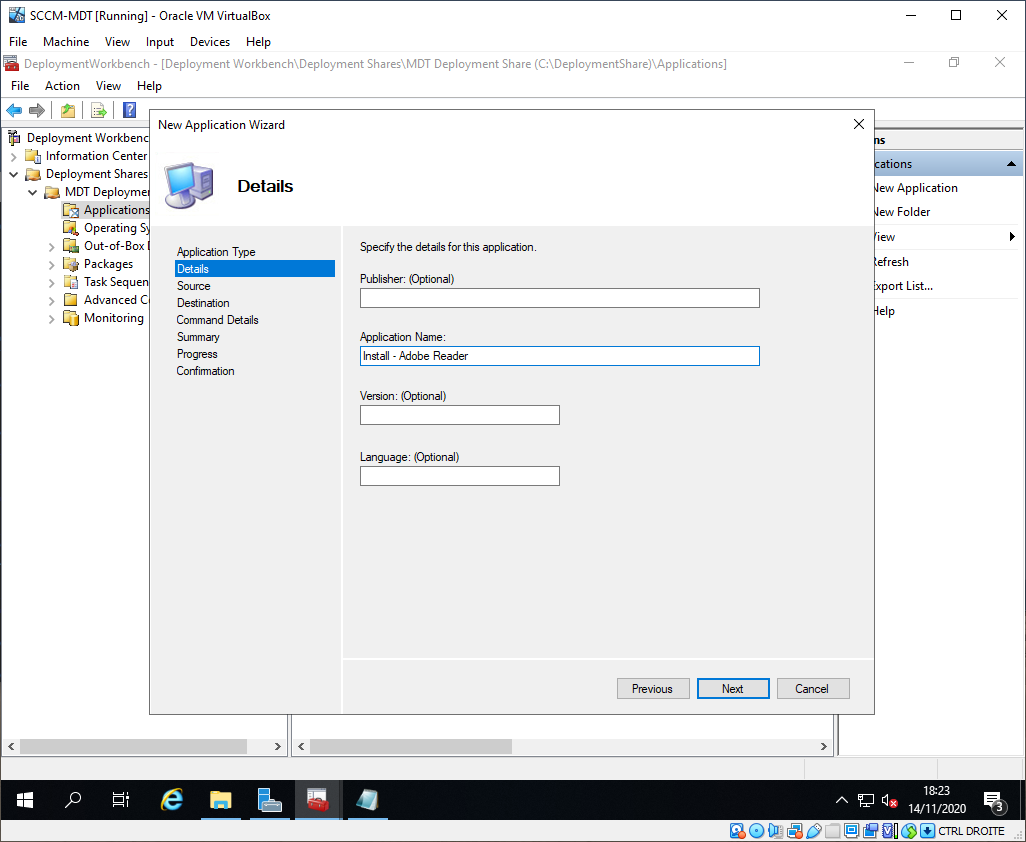 SCCM-MDT [Running] - Oracle VM VirtualBox
File Machine View Input Devices Help
DeploymentWorkbench - [Deployment Workbench\Deployment Shares\MDT Deployment Share (C:\DeploymentShare)\Applications]
File Action View Help
New Application Wizard
Details
Deployment Workbenc
Information Center
Deployment Shares
MDT Deployme
Applications
Operating Sy
Out-of-Box
Packages
Task Sequen
Advanced C
Monitoring
Application Type
Details
Source
Destination
Command Details
Summary
Progress
Confirmation
Specify the details for this application.
Publisher: (Optional)
Application Name:
Install - Adobe Reader
Version: (Optional)
Language: (Optional)
Previous Next Cancel
ns
cations
New Application
New Folder
View
Refresh
Export List...
Help
18:23
14/11/2020
3
CTRL DROITE